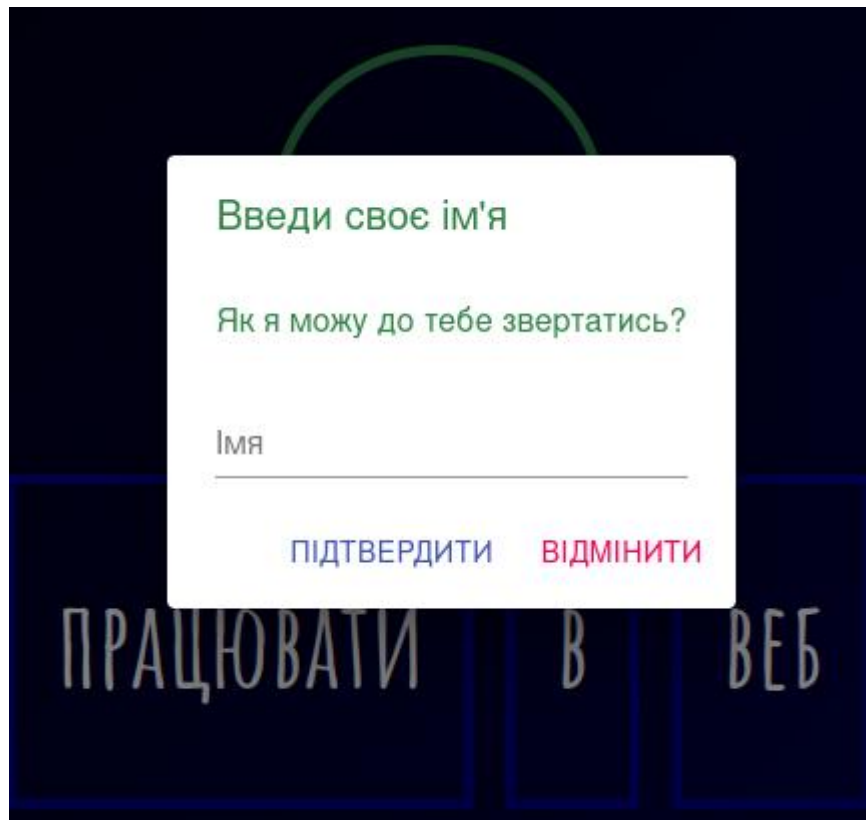 Введи своє ім'я
Як я можу до тебе звертатись?
Імя
ПІДТВЕРДИТИ ВІДМІНИТИ
ПРАЦЮВАТИ В ВЕБ